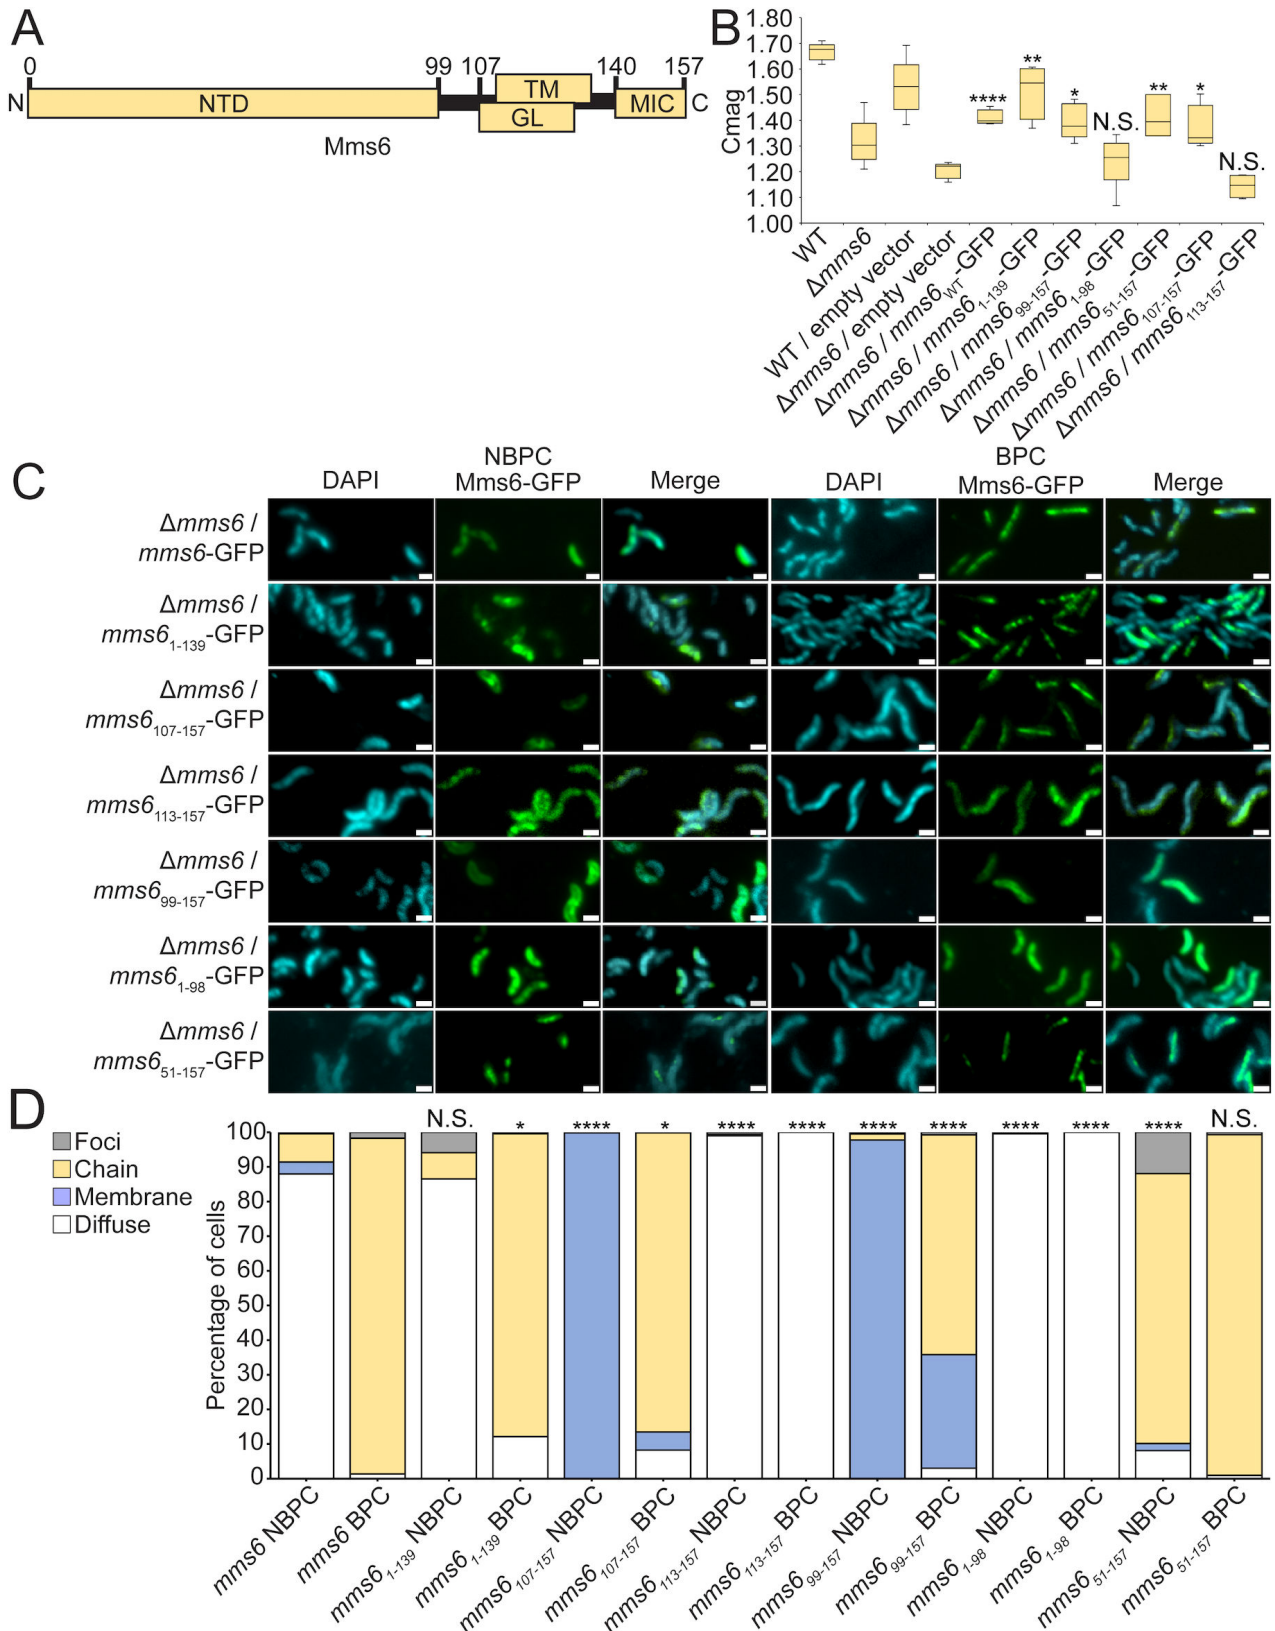 A
0 99 107 140 157
N NTD TM GL MIC C
Mms6
B
Cmag
1.80
1.70
1.60
1.50
1.40
1.30
1.20
1.10
1.00
**** ** * N.S. ** * N.S.
WT
Δmms6
WT / empty vector
Δmms6 / empty vector
Δmms6 / mms6WT-GFP
Δmms6 / mms61-139-GFP
Δmms6 / mms699-157-GFP
Δmms6 / mms61-98-GFP
Δmms6 / mms651-157-GFP
Δmms6 / mms6107-157-GFP
Δmms6 / mms6113-157-GFP
C
NBPC BPC
DAPI Mms6-GFP Merge DAPI Mms6-GFP Merge
Δmms6 /
mms6-GFP
Δmms6 /
mms61-139-GFP
Δmms6 /
mms6107-157-GFP
Δmms6 /
mms6113-157-GFP
Δmms6 /
mms699-157-GFP
Δmms6 /
mms61-98-GFP
Δmms6 /
mms651-157-GFP
D
Foci
Chain
Membrane
Diffuse
Percentage of cells
100
90
80
70
60
50
40
30
20
10
0
N.S. * **** * **** **** **** **** **** **** **** N.S.
mms6 NBPC
mms6 BPC
mms61-139 NBPC
mms61-139 BPC
mms6107-157 NBPC
mms6107-157 BPC
mms6113-157 NBPC
mms6113-157 BPC
mms699-157 NBPC
mms699-157 BPC
mms61-98 NBPC
mms61-98 BPC
mms651-157 NBPC
mms651-157 BPC